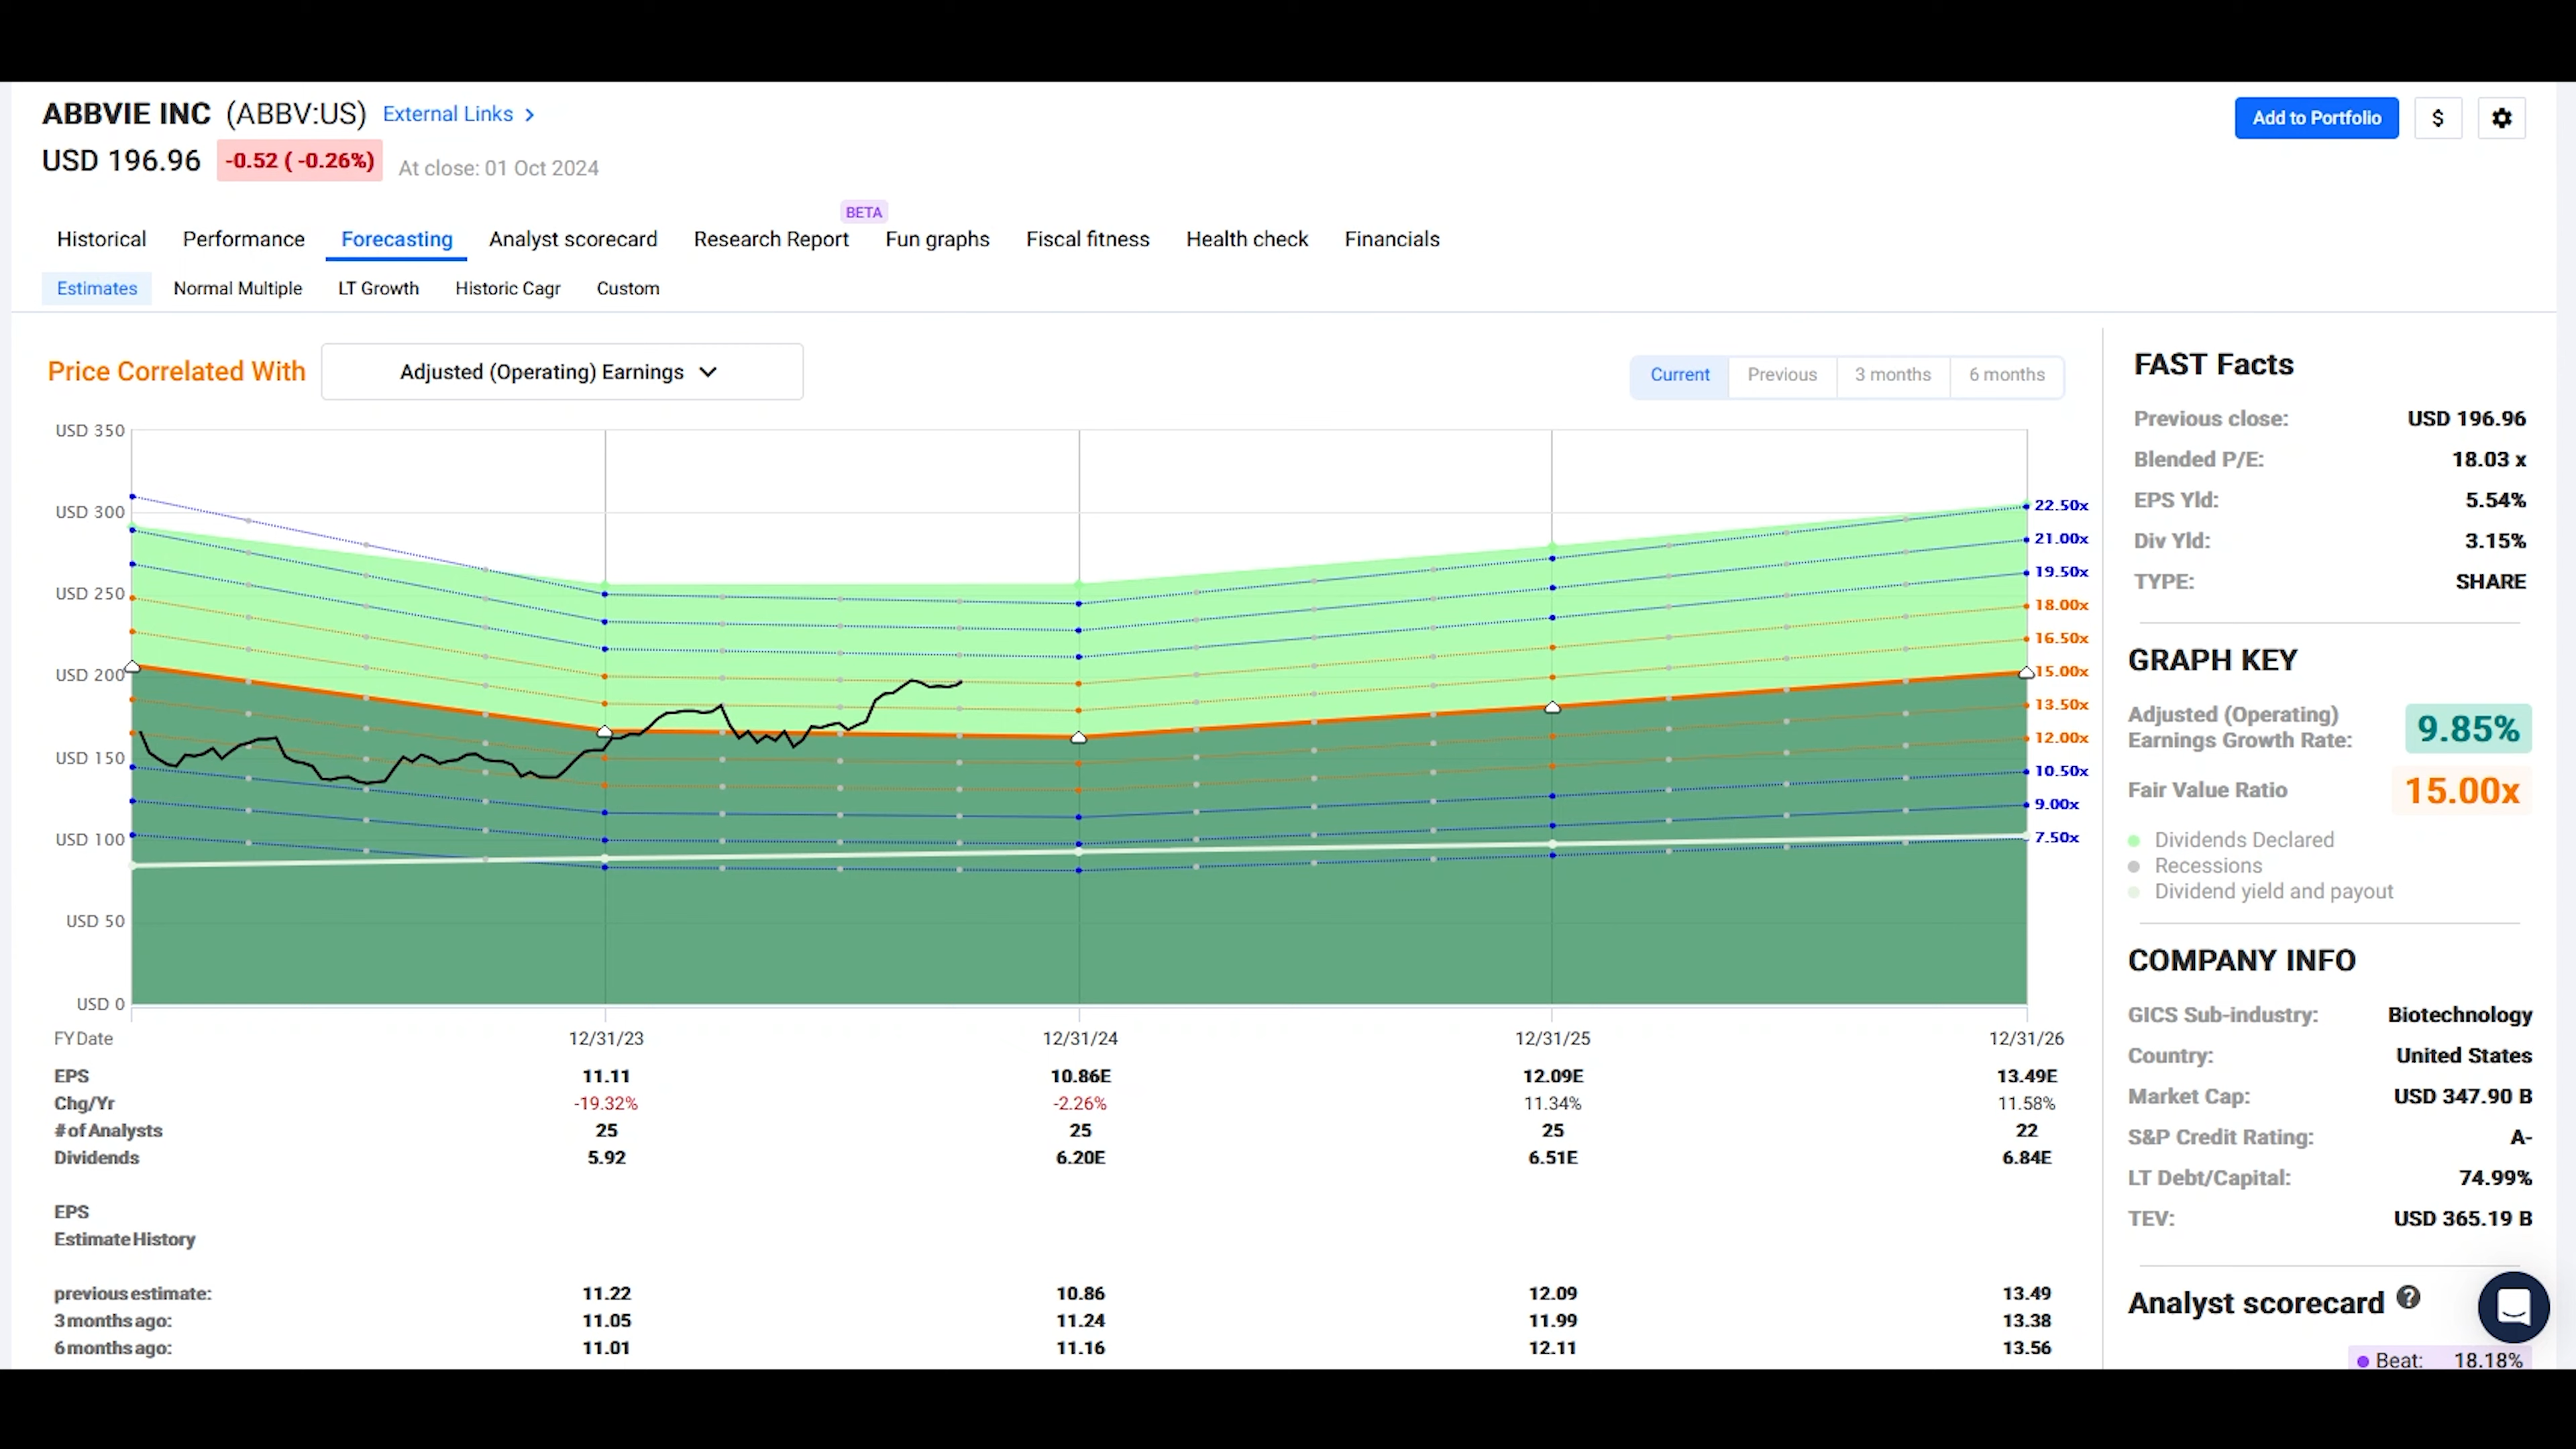 ABBVIE INC (ABBV:US) External Links >
Add to Portfolio $
USD 196.96 -0.52 ( -0.26%) At close: 01 Oct 2024
BETA
Historical Performance Forecasting Analyst scorecard Research Report Fun graphs Fiscal fitness Health check Financials
Estimates Normal Multiple LT Growth Historic Cagr Custom
Price Correlated With Adjusted (Operating) Earnings
Current Previous 3 months 6 months
USD 350
USD 300
USD 250
USD 200
USD 150
USD 100
USD 50
USD 0
22.50x
21.00x
19.50x
18.00x
16.50x
15.00x
13.50x
12.00x
10.50x
9.00x
7.50x
FY Date 12/31/23 12/31/24 12/31/25 12/31/26
EPS 11.11 10.86E 12.09E 13.49E
Chg/Yr -19.32% -2.26% 11.34% 11.58%
# of Analysts 25 25 25 22
Dividends 5.92 6.20E 6.51E 6.84E
EPS
Estimate History
previous estimate: 11.22 10.86 12.09 13.49
3 months ago: 11.05 11.24 11.99 13.38
6 months ago: 11.01 11.16 12.11 13.56
FAST Facts
Previous close: USD 196.96
Blended P/E: 18.03 x
EPS Yld: 5.54%
Div Yld: 3.15%
TYPE: SHARE
GRAPH KEY
Adjusted (Operating)
Earnings Growth Rate: 9.85%
Fair Value Ratio 15.00x
Dividends Declared
Recessions
Dividend yield and payout
COMPANY INFO
GICS Sub-industry: Biotechnology
Country: United States
Market Cap: USD 347.90 B
S&P Credit Rating: A-
LT Debt/Capital: 74.99%
TEV: USD 365.19 B
Analyst scorecard ?
Beat: 18.18%